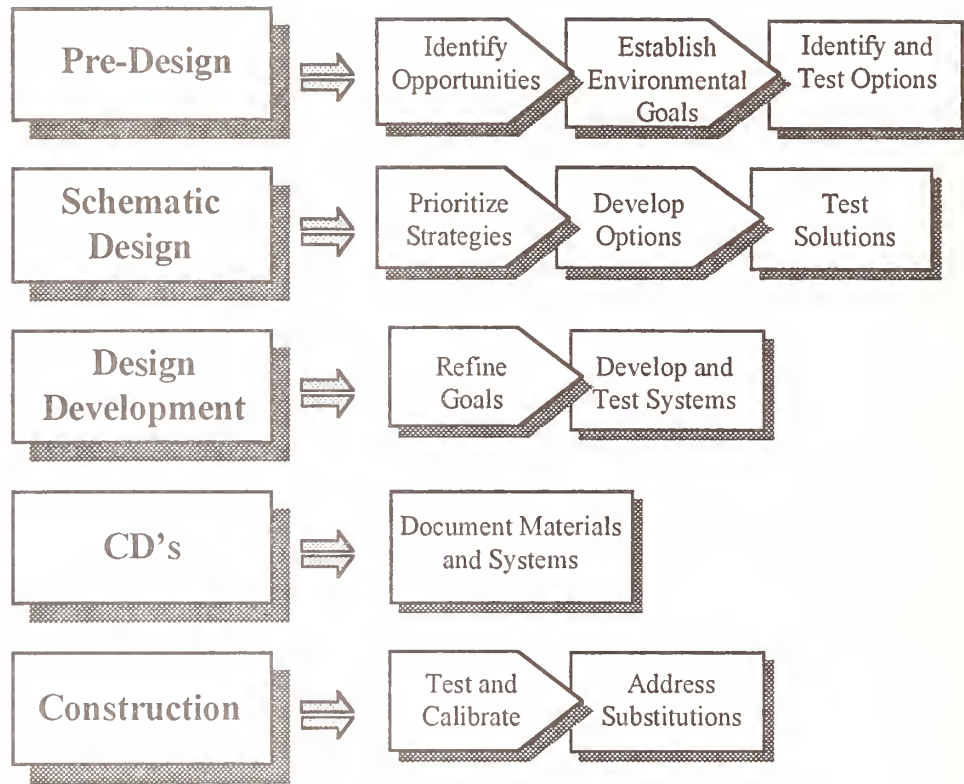 Pre-Design
Identify
Opportunities
Establish
Environmental
Goals
Identify and
Test Options
Schematic
Design
Prioritize
Strategies
Develop
Options
Test
Solutions
Design
Development
Refine
Goals
Develop and
Test Systems
CD's
Document Materials
and Systems
Construction
Test and
Calibrate
Address
Substitutions